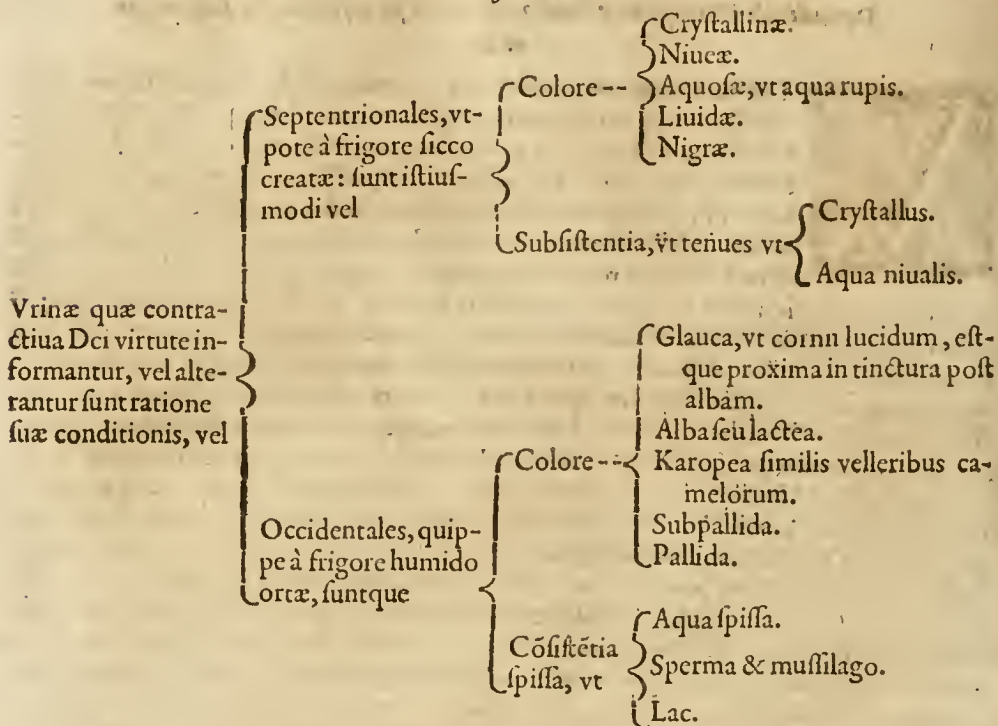 Vrinæ quæ contra-
ctiua Dei virtute in-
formantur, vel alte-
rantur sunt ratione
suæ conditionis, vel
Septentrionales, vt-
pote à frigore sicco
creatæ: sunt istiuſ-
modi vel
Colore --
Cryſtallinæ.
Niueæ.
Aquoſæ, vt aqua rupis.
Liuidæ.
Nigræ.
Subſiſtentia, vt tenues vt
Cryſtallus.
Aqua niualis.
Occidentales, quip-
pe à frigore humido
ortæ, ſuntque
Colore --
Glauca, vt cornu lucidum, eſt-
que proxima in tinctura poſt
albam.
Alba ſeu lactea.
Karopea ſimilis velleribus ca-
melorum.
Subpallida.
Pallida.
Cõſiſtẽtia
ſpiſſa, vt
Aqua ſpiſſa.
Sperma & muſſilago.
Lac.